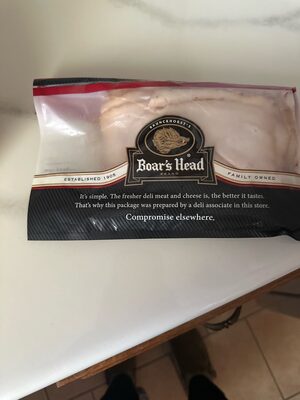 BRUNCKHORST'S
Boar's Head
BRAND
ESTABLISHED 1905 FAMILY OWNED
It's simple. The fresher deli meat and cheese is, the better it tastes.
That's why this package was prepared by a deli associate in this store.
Compromise elsewhere.